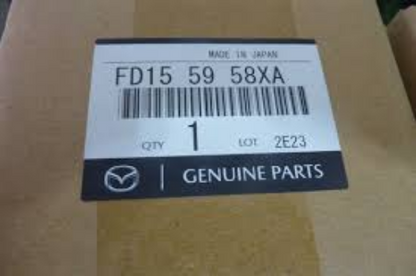 MADE IN JAPAN
FD15 59 58XA
QTY 1 LOT 2E23
GENUINE PARTS